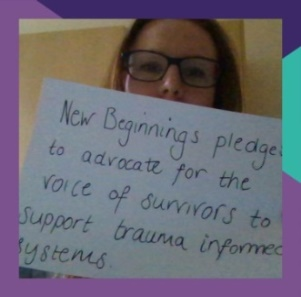 New Beginnings pledge
to advocate for the
voice of survivors to
support trauma informed
systems.